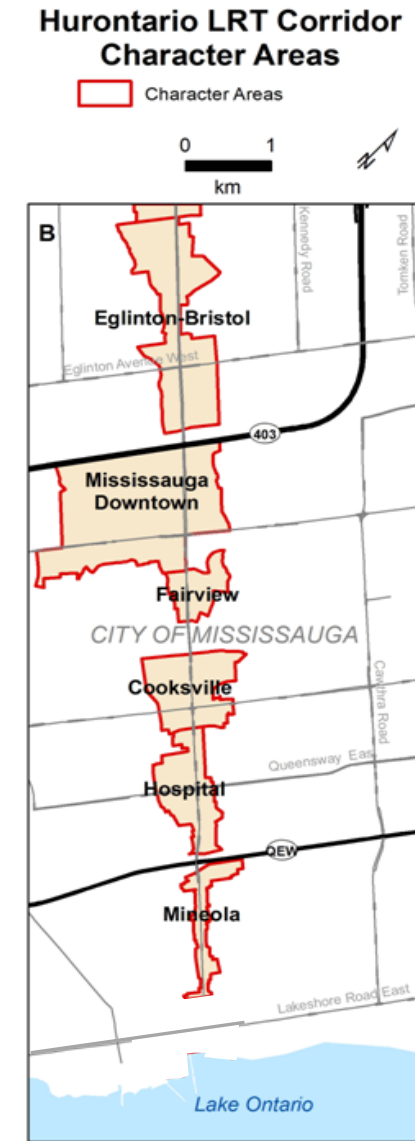 Hurontario LRT Corridor
Character Areas
Character Areas
0 1
km
B
Kennedy Road
Tomken Road
Eglinton-Bristol
Eglinton Avenue West
403
Mississauga
Downtown
Fairview
CITY OF MISSISSAUGA
Cooksville
Cawthra Road
Queensway Eas
Hospital
QEW
Mineola
Lakeshore Road East
Lake Ontario